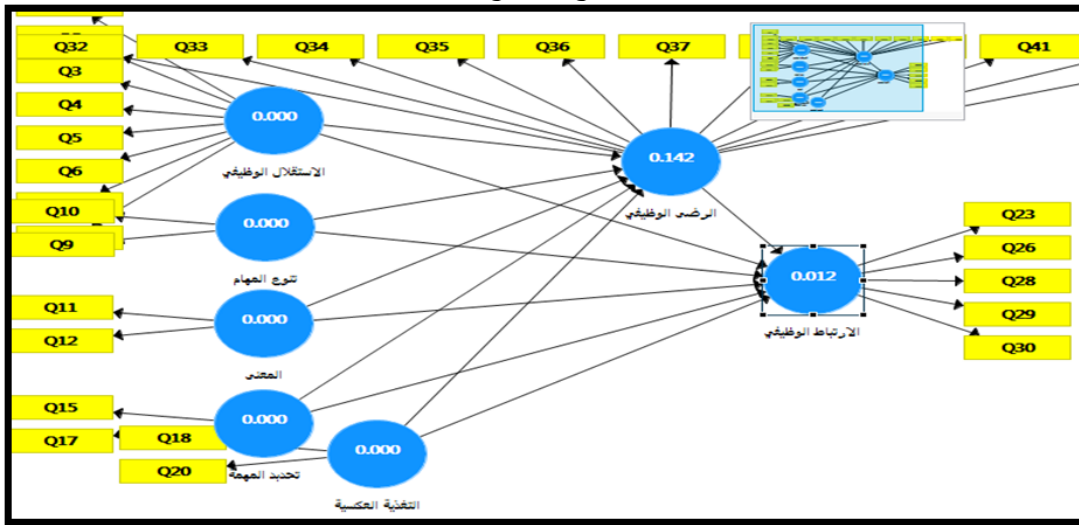 Q32
Q33
Q34
Q35
Q36
Q37
Q41
Q3
Q4
Q5
Q6
Q10
Q9
Q11
Q12
Q15
Q17
Q18
Q20
0.000
الاستقلال الوظيفي
0.000
تنوع المهام
0.000
المعنى
0.000
تحديد المهمة
0.000
التغذية العكسية
0.142
الرضى الوظيفي
0.012
الارتباط الوظيفي
Q23
Q26
Q28
Q29
Q30